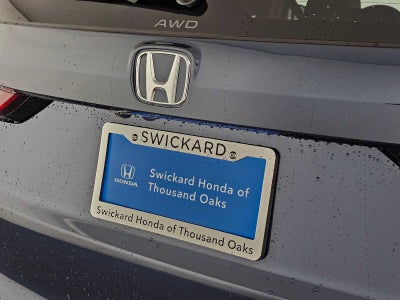 AWD
SWICKARD
HONDA
Swickard Honda of
Thousand Oaks
Swickard Honda of Thousand Oaks